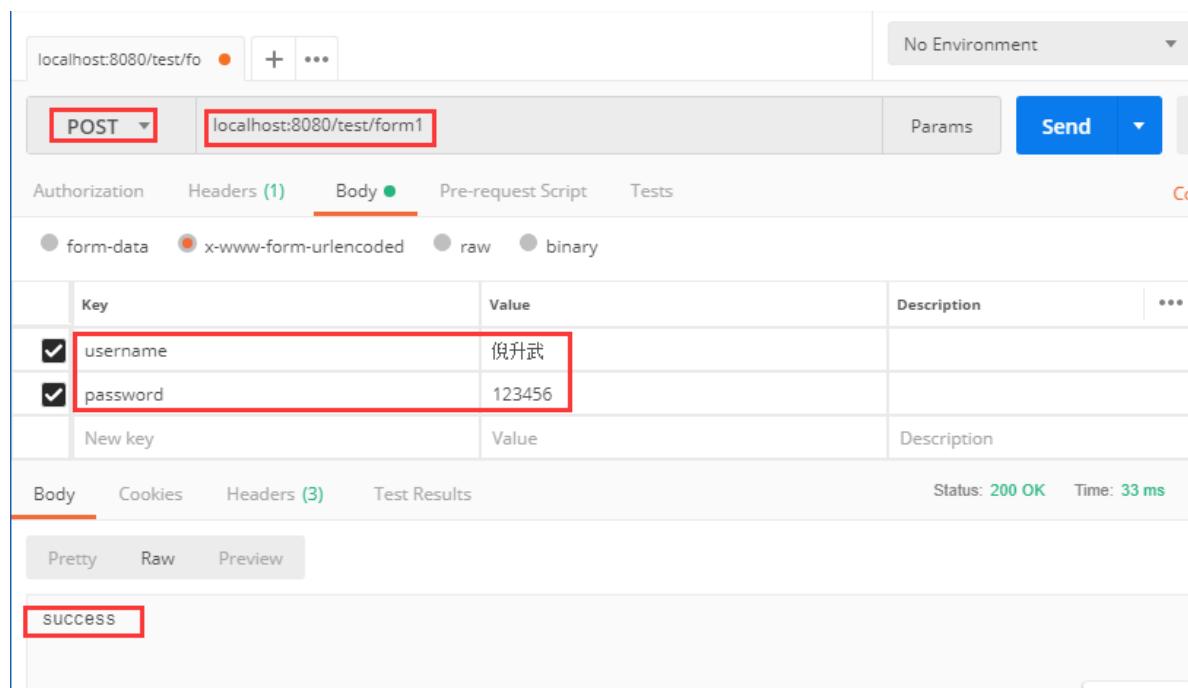 localhost:8080/test/fo
No Environment
POST localhost:8080/test/form1 Params Send
Authorization Headers (1) Body Pre-request Script Tests
form-data x-www-form-urlencoded raw binary
Key Value Description
username 倪升武
password 123456
New key Value Description
Body Cookies Headers (3) Test Results Status: 200 OK Time: 33 ms
Pretty Raw Preview
success